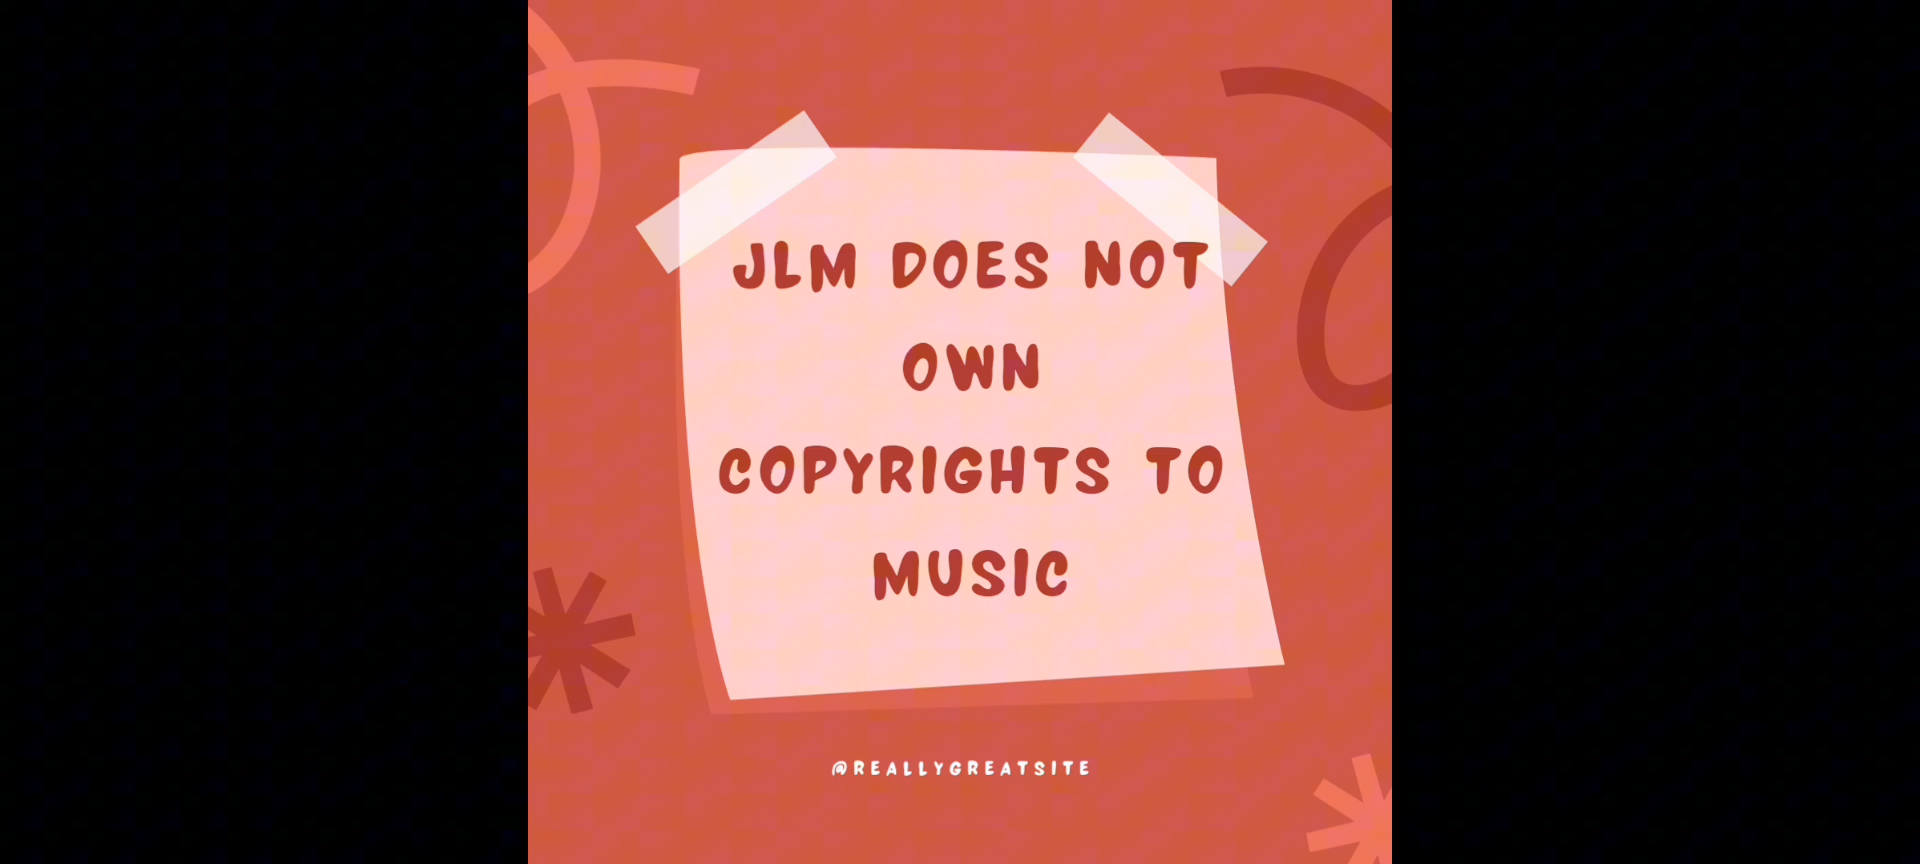 JLM DOES NOT
OWN
COPYRIGHTS TO
MUSIC
@REALLYGREATSITE